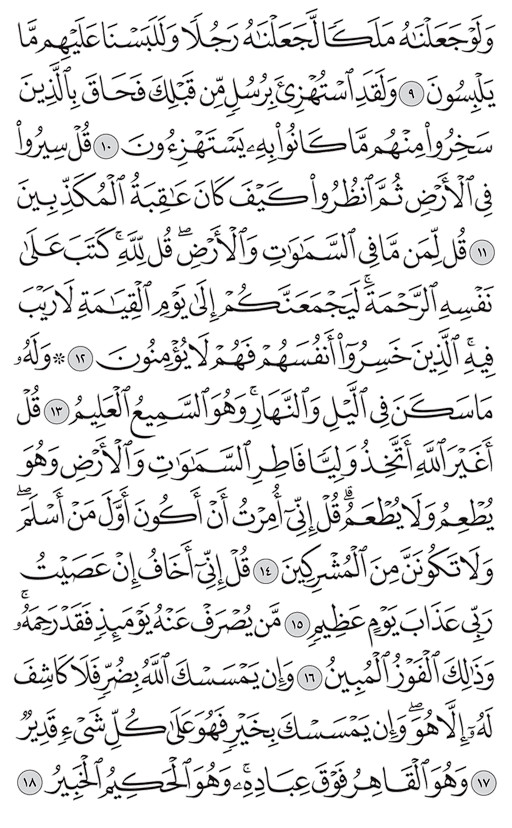 وَلَوْ جَعَلْنَٰهُ مَلَكًا لَّجَعَلْنَٰهُ رَجُلًا وَلَلَبَسْنَا عَلَيْهِم مَّا
يَلْبِسُونَ ٩ وَلَقَدِ ٱسْتُهْزِئَ بِرُسُلٍ مِّن قَبْلِكَ فَحَاقَ بِٱلَّذِينَ
سَخِرُوا۟ مِنْهُم مَّا كَانُوا۟ بِهِۦ يَسْتَهْزِءُونَ ١٠ قُلْ سِيرُوا۟
فِى ٱلْأَرْضِ ثُمَّ ٱنظُرُوا۟ كَيْفَ كَانَ عَٰقِبَةُ ٱلْمُكَذِّبِينَ
١١ قُل لِّمَن مَّا فِى ٱلسَّمَٰوَٰتِ وَٱلْأَرْضِ ۖ قُل لِّلَّهِ ۚ كَتَبَ عَلَىٰ
نَفْسِهِ ٱلرَّحْمَةَ ۚ لَيَجْمَعَنَّكُمْ إِلَىٰ يَوْمِ ٱلْقِيَٰمَةِ لَا رَيْبَ
فِيهِ ۚ ٱلَّذِينَ خَسِرُوٓا۟ أَنفُسَهُمْ فَهُمْ لَا يُؤْمِنُونَ ١٢ ۞ وَلَهُۥ
مَا سَكَنَ فِى ٱلَّيْلِ وَٱلنَّهَارِ ۚ وَهُوَ ٱلسَّمِيعُ ٱلْعَلِيمُ ١٣ قُلْ
أَغَيْرَ ٱللَّهِ أَتَّخِذُ وَلِيًّا فَاطِرِ ٱلسَّمَٰوَٰتِ وَٱلْأَرْضِ وَهُوَ
يُطْعِمُ وَلَا يُطْعَمُ ۗ قُلْ إِنِّىٓ أُمِرْتُ أَنْ أَكُونَ أَوَّلَ مَنْ أَسْلَمَ ۖ
وَلَا تَكُونَنَّ مِنَ ٱلْمُشْرِكِينَ ١٤ قُلْ إِنِّىٓ أَخَافُ إِنْ عَصَيْتُ
رَبِّى عَذَابَ يَوْمٍ عَظِيمٍ ١٥ مَّن يُصْرَفْ عَنْهُ يَوْمَئِذٍ فَقَدْ رَحِمَهُۥ ۚ
وَذَٰلِكَ ٱلْفَوْزُ ٱلْمُبِينُ ١٦ وَإِن يَمْسَسْكَ ٱللَّهُ بِضُرٍّ فَلَا كَاشِفَ
لَهُۥٓ إِلَّا هُوَ ۖ وَإِن يَمْسَسْكَ بِخَيْرٍ فَهُوَ عَلَىٰ كُلِّ شَىْءٍ قَدِيرٌ
١٧ وَهُوَ ٱلْقَاهِرُ فَوْقَ عِبَادِهِۦ ۚ وَهُوَ ٱلْحَكِيمُ ٱلْخَبِيرُ ١٨